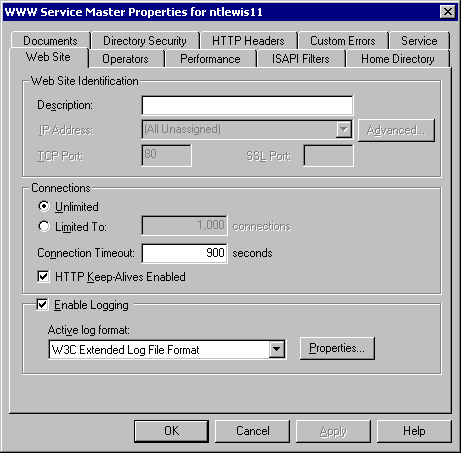 WWW Service Master Properties for ntlewis11
Documents Directory Security HTTP Headers Custom Errors Service
Web Site Operators Performance ISAPI Filters Home Directory
Web Site Identification
Description:
IP Address: (All Unassigned) Advanced...
TCP Port: 80 SSL Port:
Connections
Unlimited
Limited To: 1,000 connections
Connection Timeout: 900 seconds
HTTP Keep-Alives Enabled
Enable Logging
Active log format:
W3C Extended Log File Format Properties...
OK Cancel Apply Help